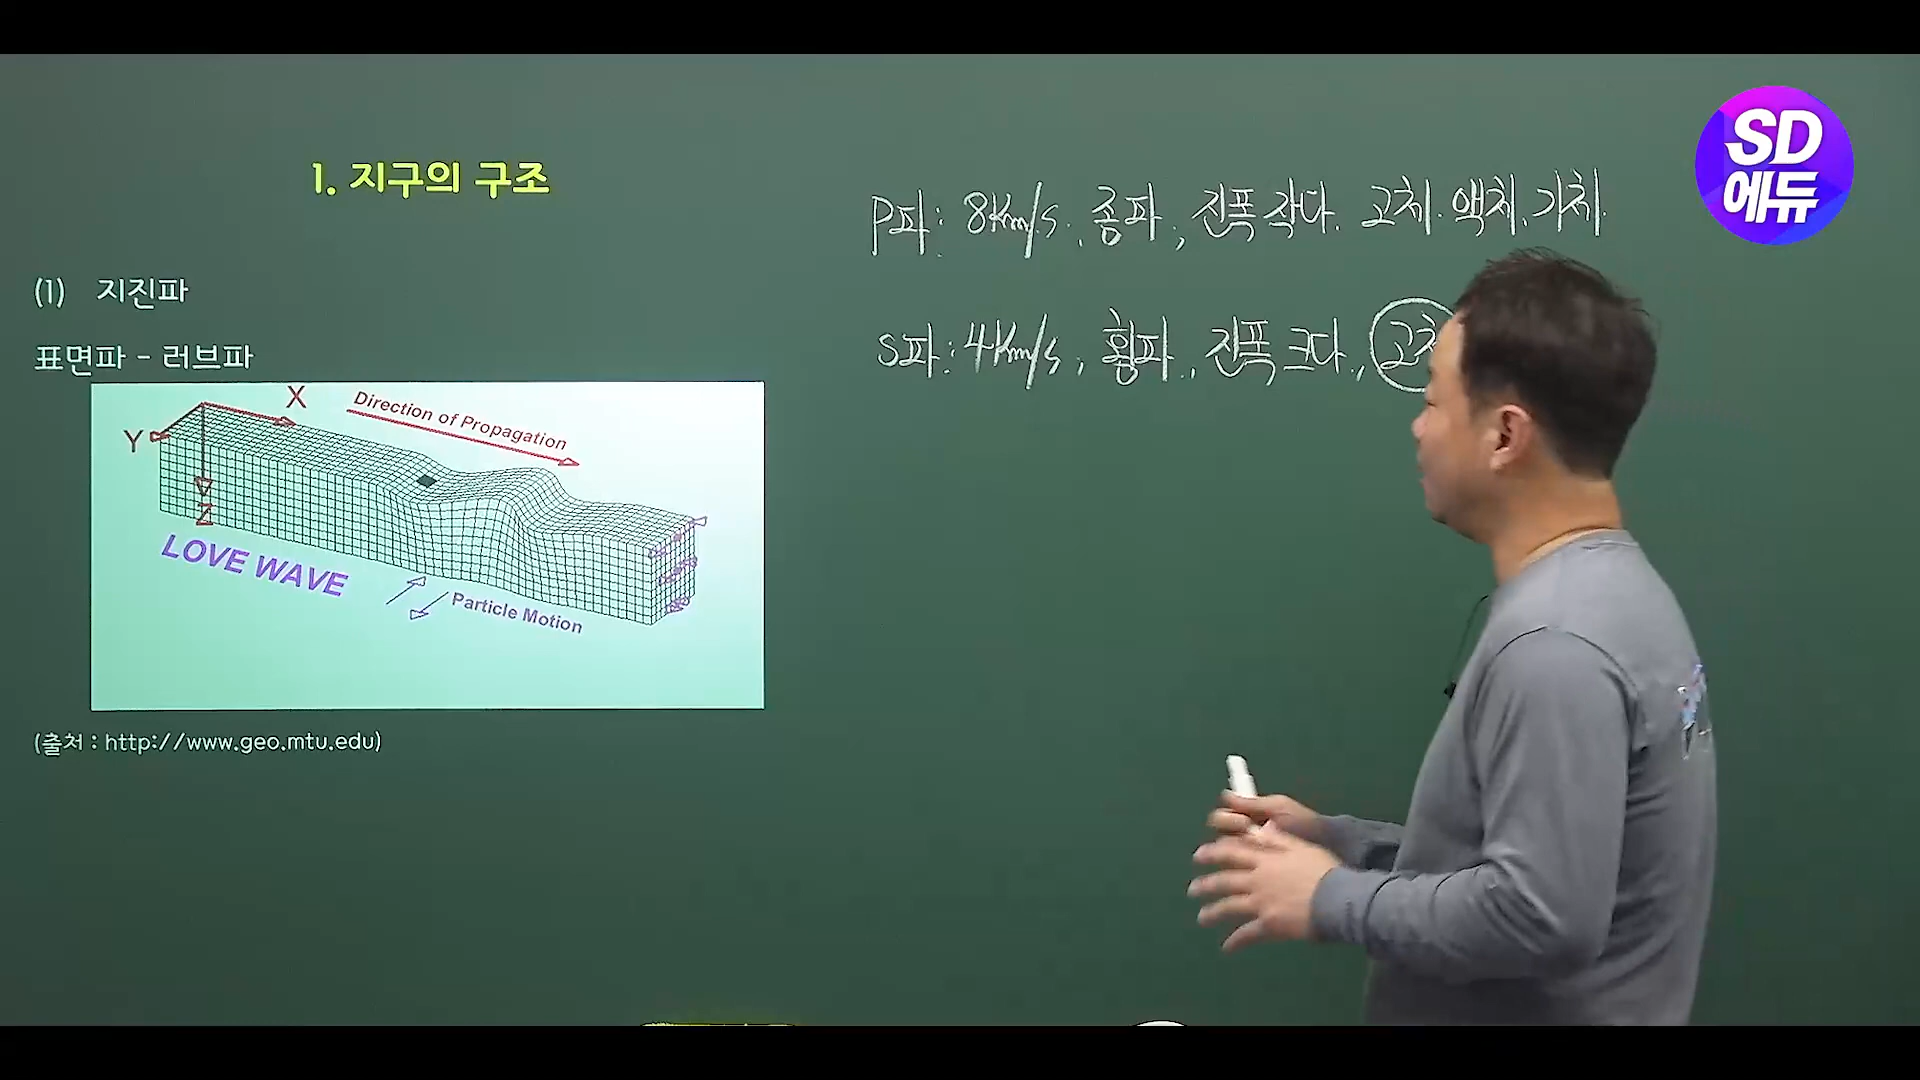 SD
에듀
1. 지구의 구조
(1) 지진파
표면파 - 러브파
X
Y
Z
Direction of Propagation
LOVE WAVE
Particle Motion
(출처 : http://www.geo.mtu.edu)
P파: 8km/s, 종파, 진폭 작다. 고체. 액체. 기체.
S파: 4km/s, 횡파, 진폭 크다,